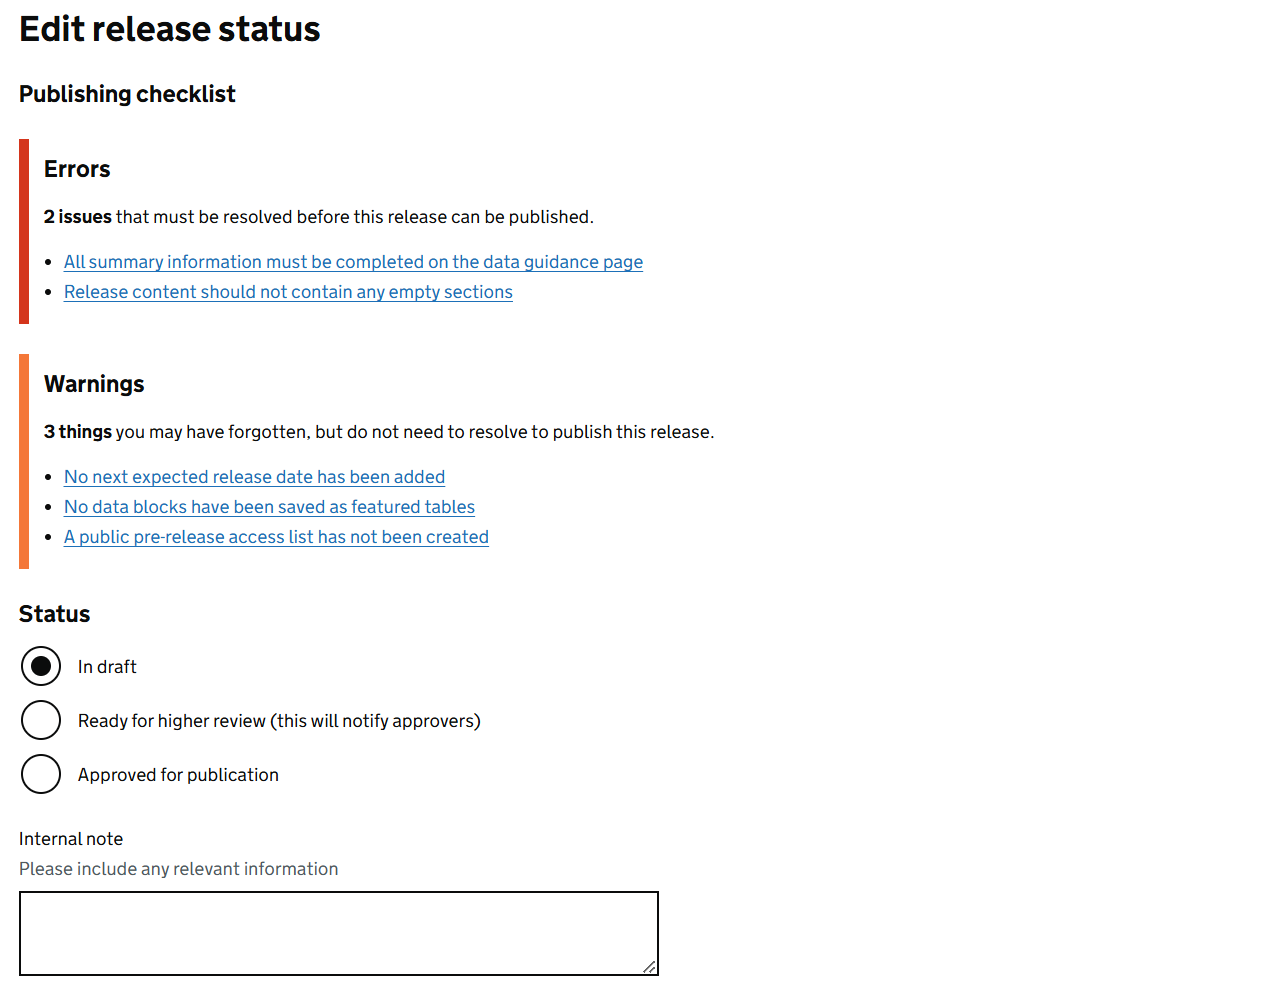 Edit release status
Publishing checklist
Errors
2 issues that must be resolved before this release can be published.
All summary information must be completed on the data guidance page
Release content should not contain any empty sections
Warnings
3 things you may have forgotten, but do not need to resolve to publish this release.
No next expected release date has been added
No data blocks have been saved as featured tables
A public pre-release access list has not been created
Status
In draft
Ready for higher review (this will notify approvers)
Approved for publication
Internal note
Please include any relevant information